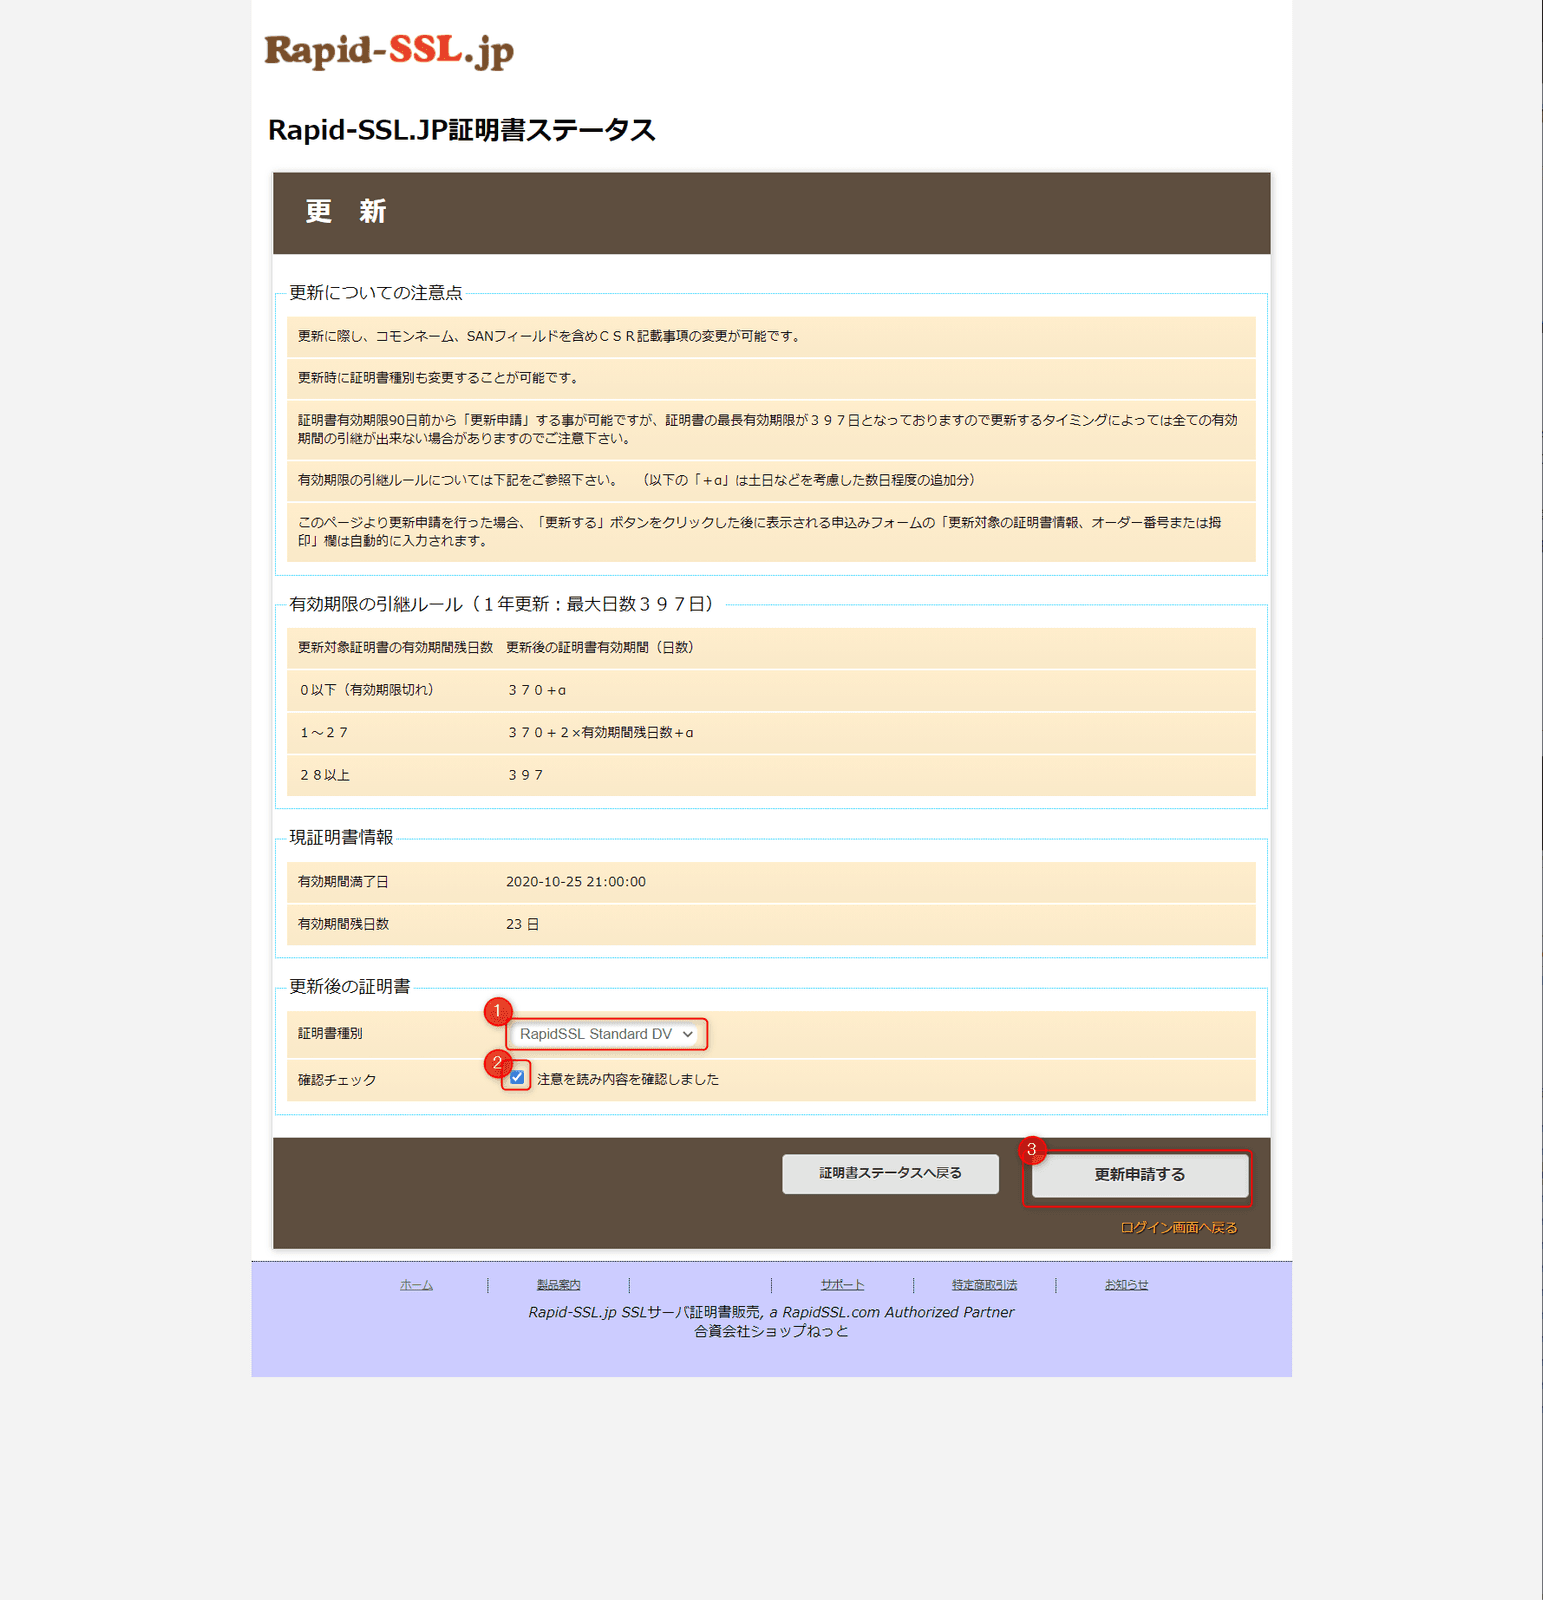 Rapid-SSL.jp
Rapid-SSL.JP証明書ステータス
更　新
更新についての注意点
更新に際し、コモンネーム、SANフィールドを含めＣＳＲ記載事項の変更が可能です。
更新時に証明書種別も変更することが可能です。
証明書有効期限90日前から「更新申請」する事が可能ですが、証明書の最長有効期限が３９７日となっておりますので更新するタイミングによっては全ての有効
期間の引継が出来ない場合がありますのでご注意下さい。
有効期限の引継ルールについては下記をご参照下さい。　（以下の「＋α」は土日などを考慮した数日程度の追加分）
このページより更新申請を行った場合、「更新する」ボタンをクリックした後に表示される申込みフォームの「更新対象の証明書情報、オーダー番号または拇
印」欄は自動的に入力されます。
有効期限の引継ルール（１年更新：最大日数３９７日）
更新対象証明書の有効期間残日数　更新後の証明書有効期間（日数）
０以下（有効期限切れ）　３７０＋α
１～２７　３７０＋２×有効期間残日数＋α
２８以上　３９７
現証明書情報
有効期間満了日　2020-10-25 21:00:00
有効期間残日数　23 日
更新後の証明書
1
証明書種別　RapidSSL Standard DV
2
確認チェック　注意を読み内容を確認しました
3
証明書ステータスへ戻る　更新申請する
ログイン画面へ戻る
ホーム　製品案内　サポート　特定商取引法　お知らせ
Rapid-SSL.jp SSLサーバ証明書販売, a RapidSSL.com Authorized Partner
合資会社ショップねっと